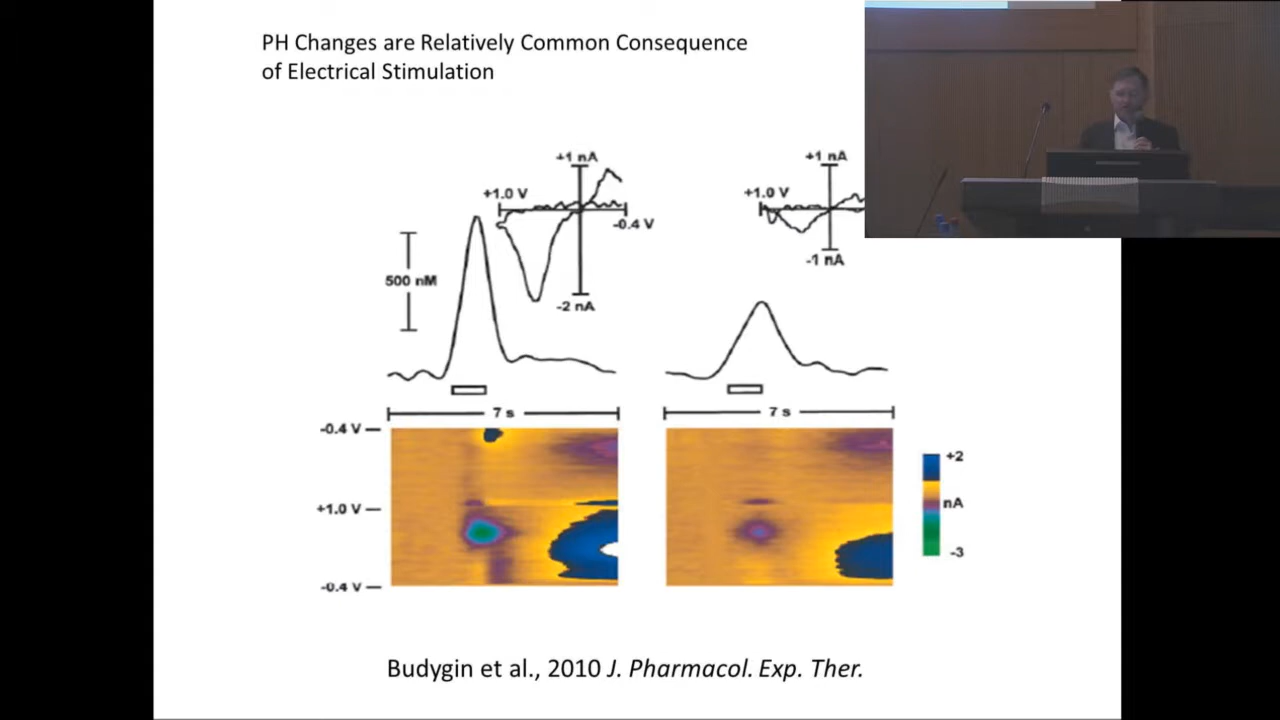 PH Changes are Relatively Common Consequence
of Electrical Stimulation
+1 nA
+1.0 V
-0.4 V
500 nM
-2 nA
+1 nA
+1.0 V
-1 nA
7 s
7 s
-0.4 V
+1.0 V
-0.4 V
+2
nA
-3
Budygin et al., 2010 J. Pharmacol. Exp. Ther.